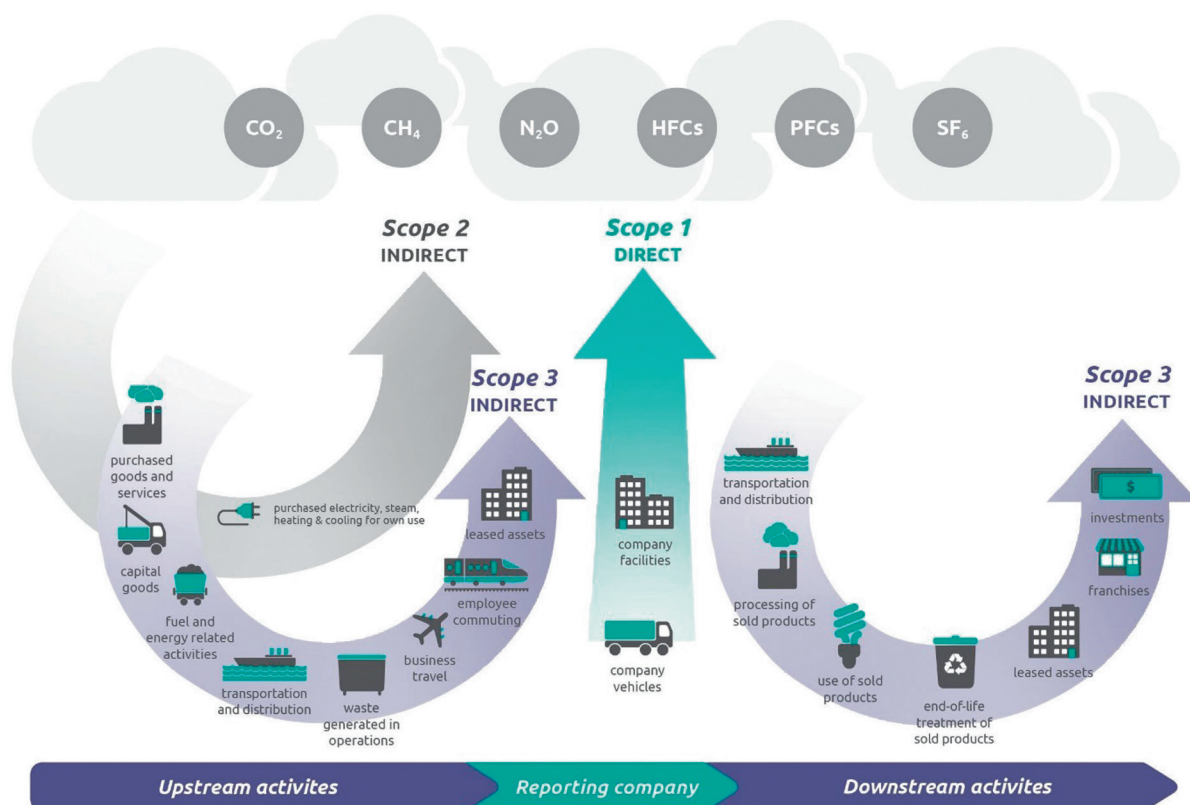 CO₂
CH₄
N₂O
HFCs
PFCs
SF₆
Scope 2
INDIRECT
Scope 1
DIRECT
Scope 3
INDIRECT
Scope 3
INDIRECT
purchased
goods and
services
capital
goods
fuel and
energy related
activities
purchased electricity, steam,
heating & cooling for own use
transportation
and distribution
waste
generated in
operations
business
travel
employee
commuting
leased assets
company
facilities
company
vehicles
transportation
and distribution
processing of
sold products
use of sold
products
end-of-life
treatment of
sold products
leased assets
franchises
$
investments
Upstream activites
Reporting company
Downstream activites